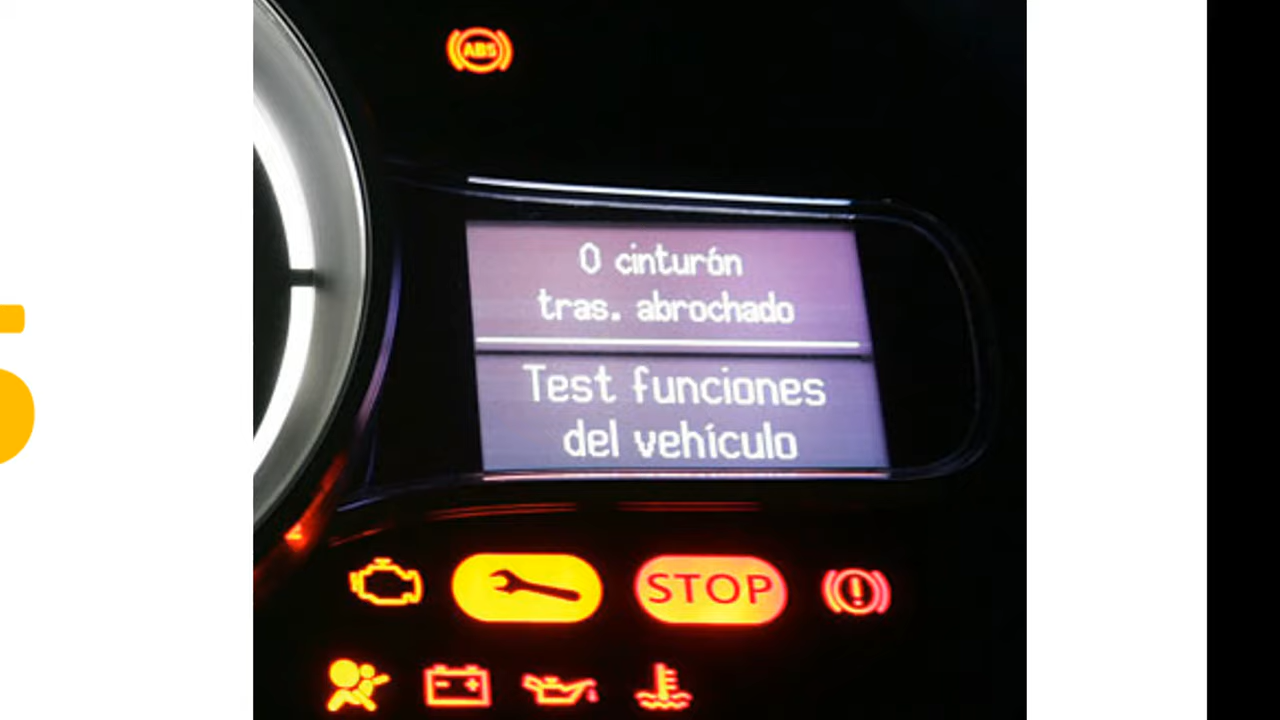 ABS
0 cinturón
tras. abrochado
Test funciones
del vehículo
STOP